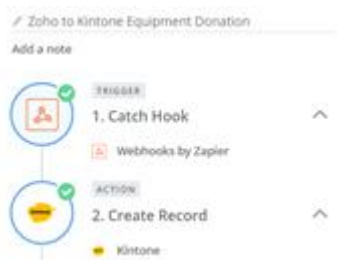 Zoho to Kintone Equipment Donation
Add a note
TRIGGER
1. Catch Hook
Webhooks by Zapier
ACTION
2. Create Record
Kintone